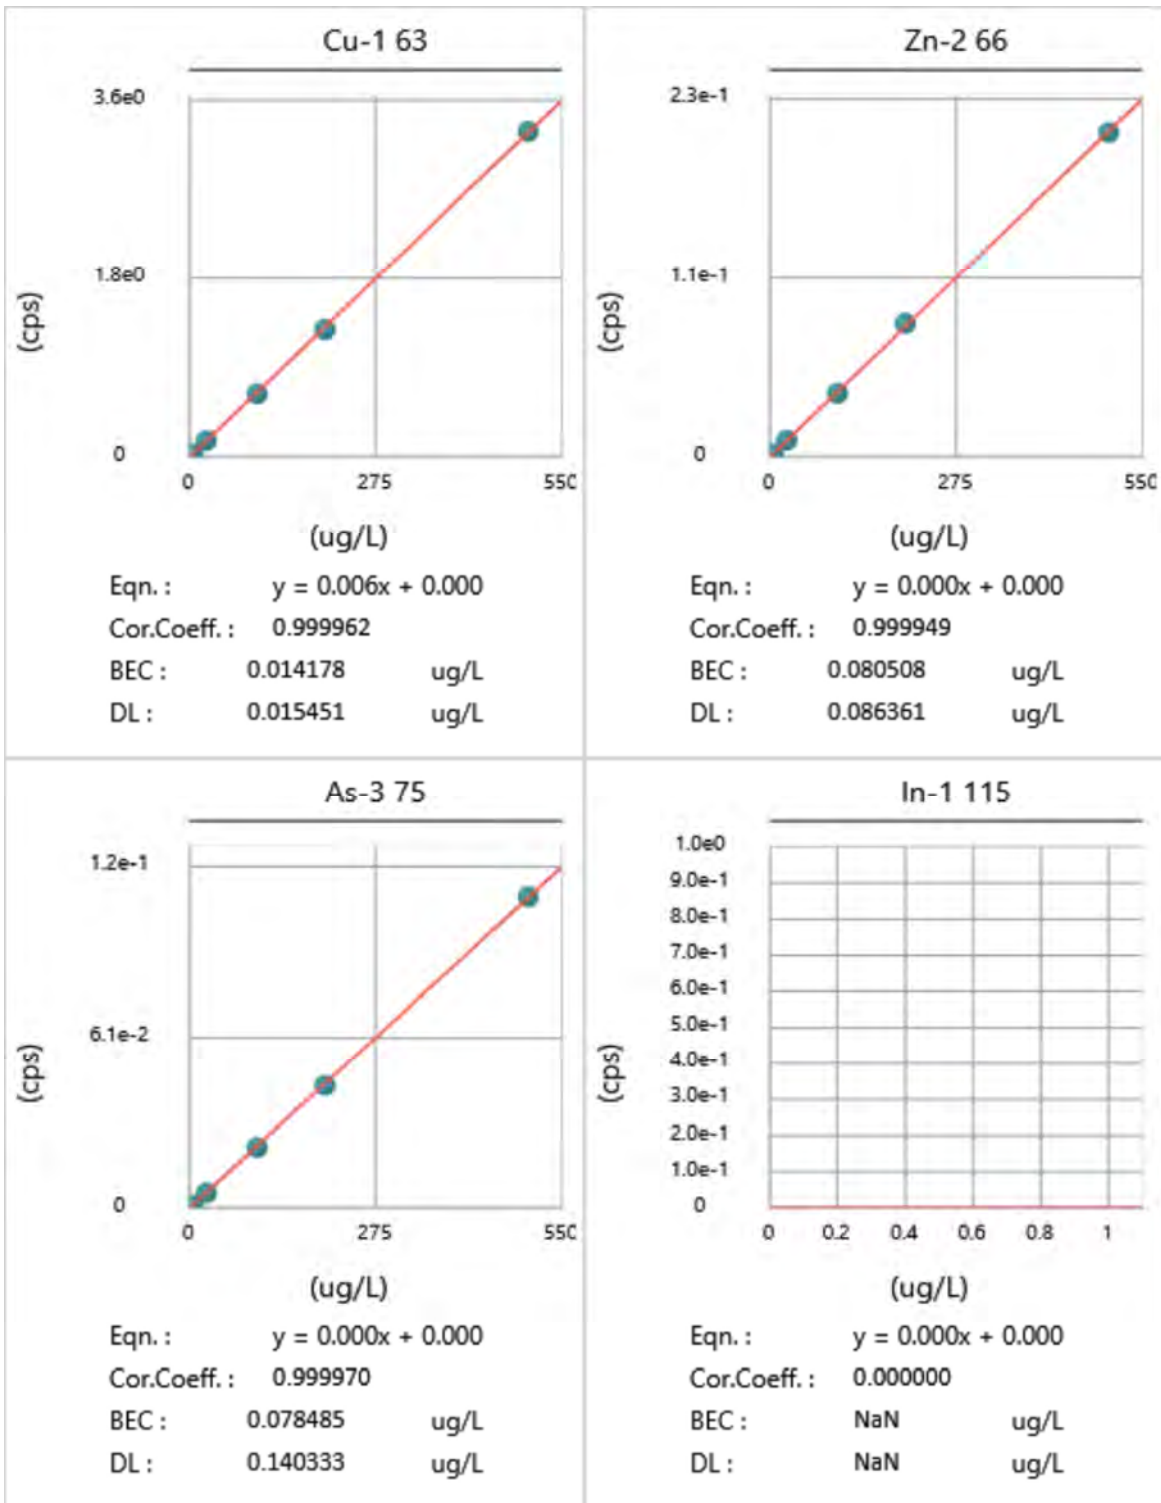 Cu-1 63
3.6e0
1.8e0
0
(cps)
0 275 550
(ug/L)
Eqn. : y = 0.006x + 0.000
Cor.Coeff. : 0.999962
BEC : 0.014178 ug/L
DL : 0.015451 ug/L
Zn-2 66
2.3e-1
1.1e-1
0
(cps)
0 275 550
(ug/L)
Eqn. : y = 0.000x + 0.000
Cor.Coeff. : 0.999949
BEC : 0.080508 ug/L
DL : 0.086361 ug/L
As-3 75
1.2e-1
6.1e-2
0
(cps)
0 275 550
(ug/L)
Eqn. : y = 0.000x + 0.000
Cor.Coeff. : 0.999970
BEC : 0.078485 ug/L
DL : 0.140333 ug/L
In-1 115
1.0e0
9.0e-1
8.0e-1
7.0e-1
6.0e-1
5.0e-1
4.0e-1
3.0e-1
2.0e-1
1.0e-1
0
(cps)
0 0.2 0.4 0.6 0.8 1
(ug/L)
Eqn. : y = 0.000x + 0.000
Cor.Coeff. : 0.000000
BEC : NaN ug/L
DL : NaN ug/L